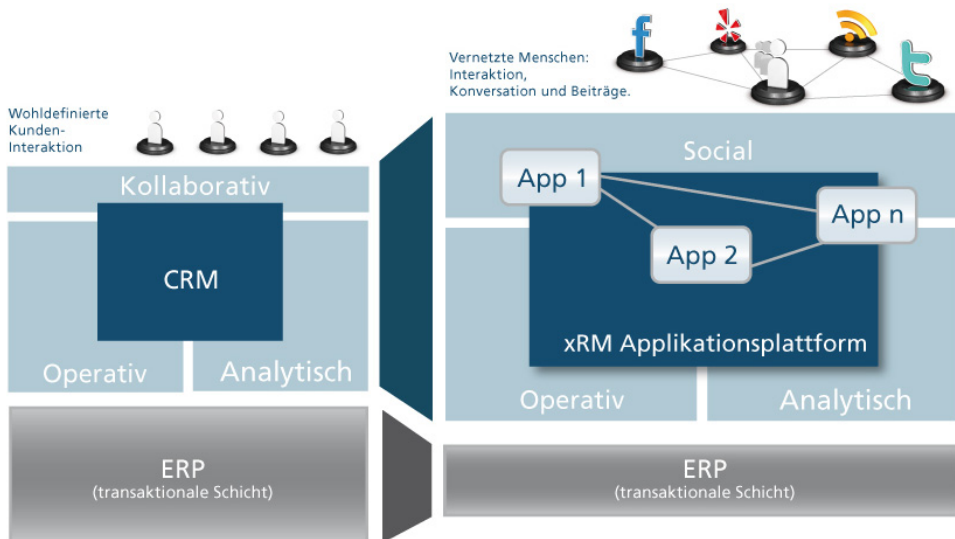 Wohldefinierte
Kunden-
Interaktion
Kollaborativ
CRM
Operativ
Analytisch
ERP
(transaktionale Schicht)
Vernetzte Menschen:
Interaktion,
Konversation und Beiträge.
f
t
Social
App 1
App n
App 2
xRM Applikationsplattform
Operativ
Analytisch
ERP
(transaktionale Schicht)